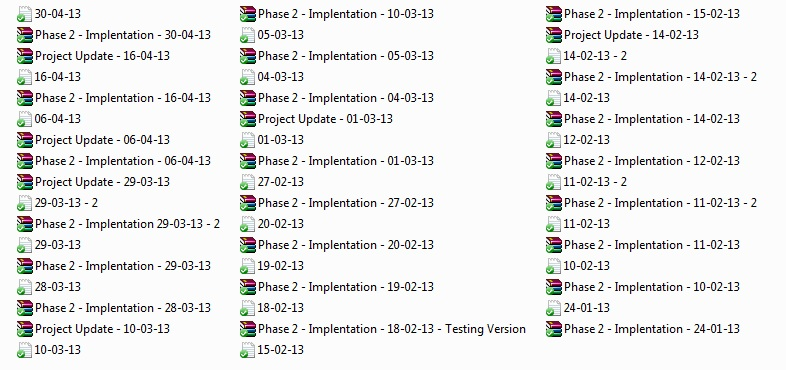 30-04-13
Phase 2 - Implentation - 30-04-13
Project Update - 16-04-13
16-04-13
Phase 2 - Implentation - 16-04-13
06-04-13
Project Update - 06-04-13
Phase 2 - Implentation - 06-04-13
Project Update - 29-03-13
29-03-13 - 2
Phase 2 - Implentation 29-03-13 - 2
29-03-13
Phase 2 - Implentation - 29-03-13
28-03-13
Phase 2 - Implentation - 28-03-13
Project Update - 10-03-13
10-03-13
Phase 2 - Implentation - 10-03-13
05-03-13
Phase 2 - Implentation - 05-03-13
04-03-13
Phase 2 - Implentation - 04-03-13
Project Update - 01-03-13
01-03-13
Phase 2 - Implentation - 01-03-13
27-02-13
Phase 2 - Implentation - 27-02-13
20-02-13
Phase 2 - Implentation - 20-02-13
19-02-13
Phase 2 - Implentation - 19-02-13
18-02-13
Phase 2 - Implentation - 18-02-13 - Testing Version
15-02-13
Phase 2 - Implentation - 15-02-13
Project Update - 14-02-13
14-02-13 - 2
Phase 2 - Implentation - 14-02-13 - 2
14-02-13
Phase 2 - Implentation - 14-02-13
12-02-13
Phase 2 - Implentation - 12-02-13
11-02-13 - 2
Phase 2 - Implentation - 11-02-13 - 2
11-02-13
Phase 2 - Implentation - 11-02-13
10-02-13
Phase 2 - Implentation - 10-02-13
24-01-13
Phase 2 - Implentation - 24-01-13